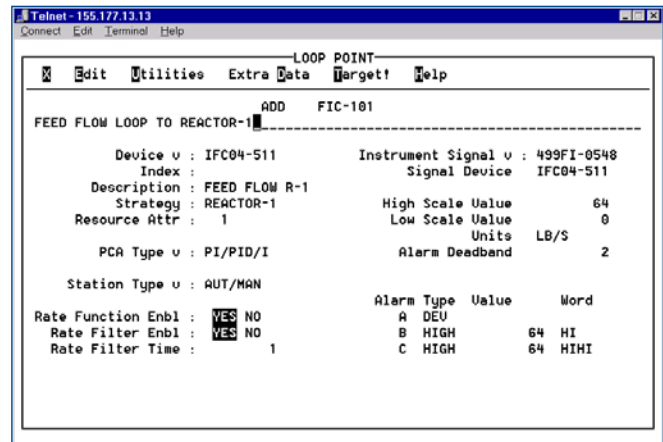 Telnet - 155.177.13.13
Connect Edit Terminal Help
LOOP POINT
X Edit Utilities Extra Data Target! Help
ADD FIC-101
FEED FLOW LOOP TO REACTOR-1
Device v : IFC04-511 Instrument Signal v : 499FI-0548
Index : Signal Device IFC04-511
Description : FEED FLOW R-1
Strategy : REACTOR-1 High Scale Value 64
Resource Attr : 1 Low Scale Value 0
Units LB/S
PCA Type v : PI/PID/I Alarm Deadband 2
Station Type v : AUT/MAN
Alarm Type Value Word
Rate Function Enbl : YES NO A DEV
Rate Filter Enbl : YES NO B HIGH 64 HI
Rate Filter Time : 1 C HIGH 64 HIHI